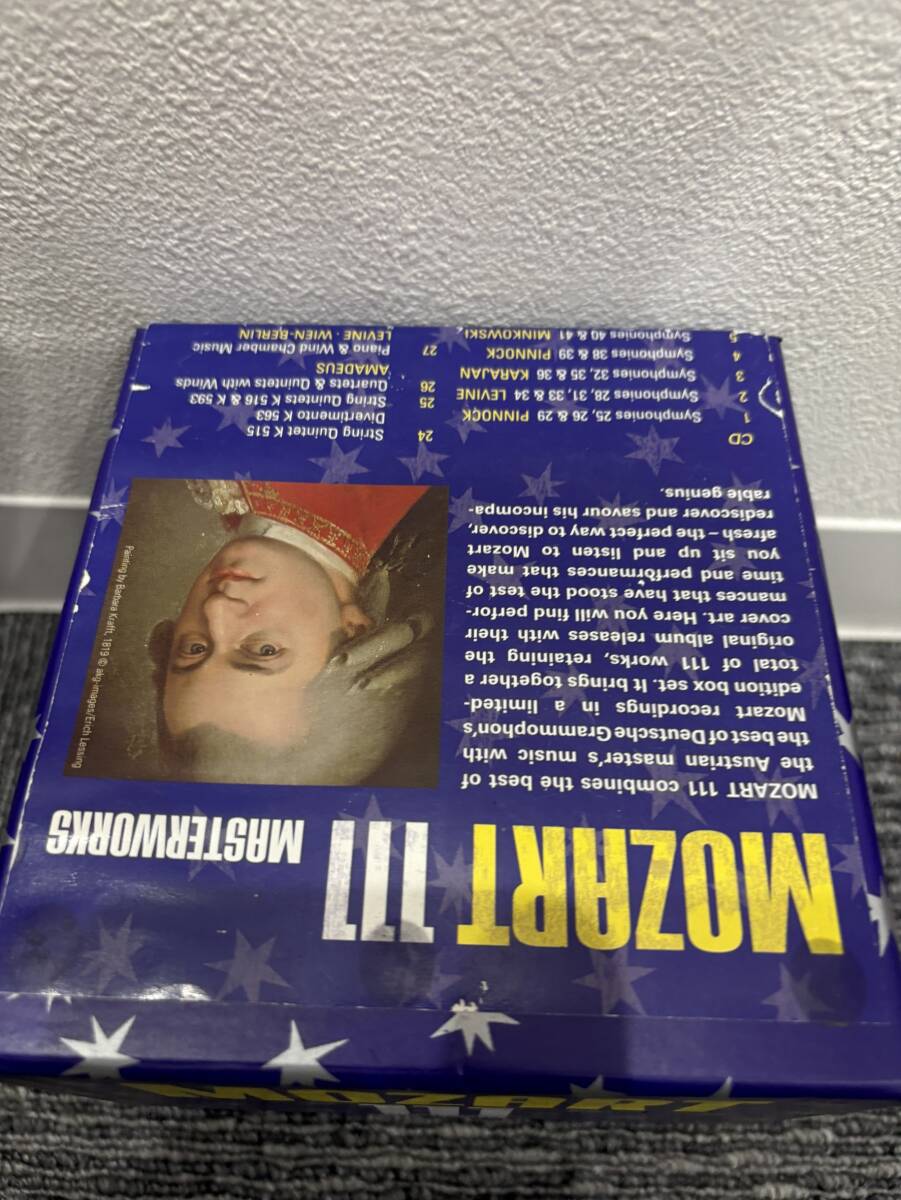 MOZART 111 MASTERWORKS
MOZART 111 combines the best of
the Austrian master's music with
the best of Deutsche Grammophon's
Mozart recordings in a limited-
edition box set. It brings together a
total of 111 works, retaining the
original album releases with their
cover art. Here you will find perfor-
mances that have stood the test of
time and performances that make
you sit up and listen to Mozart
afresh – the perfect way to discover,
rediscover and savour his incompa-
rable genius.
Painting by Barbara Krafft, 1819 © akg-images/Erich Lessing
CD
1 Symphonies 25, 26 & 29 PINNOCK
2 Symphonies 28, 31, 33 & 34 LEVINE
3 Symphonies 32, 35 & 36 KARAJAN
4 Symphonies 38 & 39 PINNOCK
5 Symphonies 40 & 41 MINKOWSKI
24 String Quintet K 515
Divertimento K 563
25 String Quintets K 516 & K 593
26 Quartets & Quintets with Winds
AMADEUS
27 Piano & Wind Chamber Music
LEVINE · WIEN-BERLIN
MOZART
111